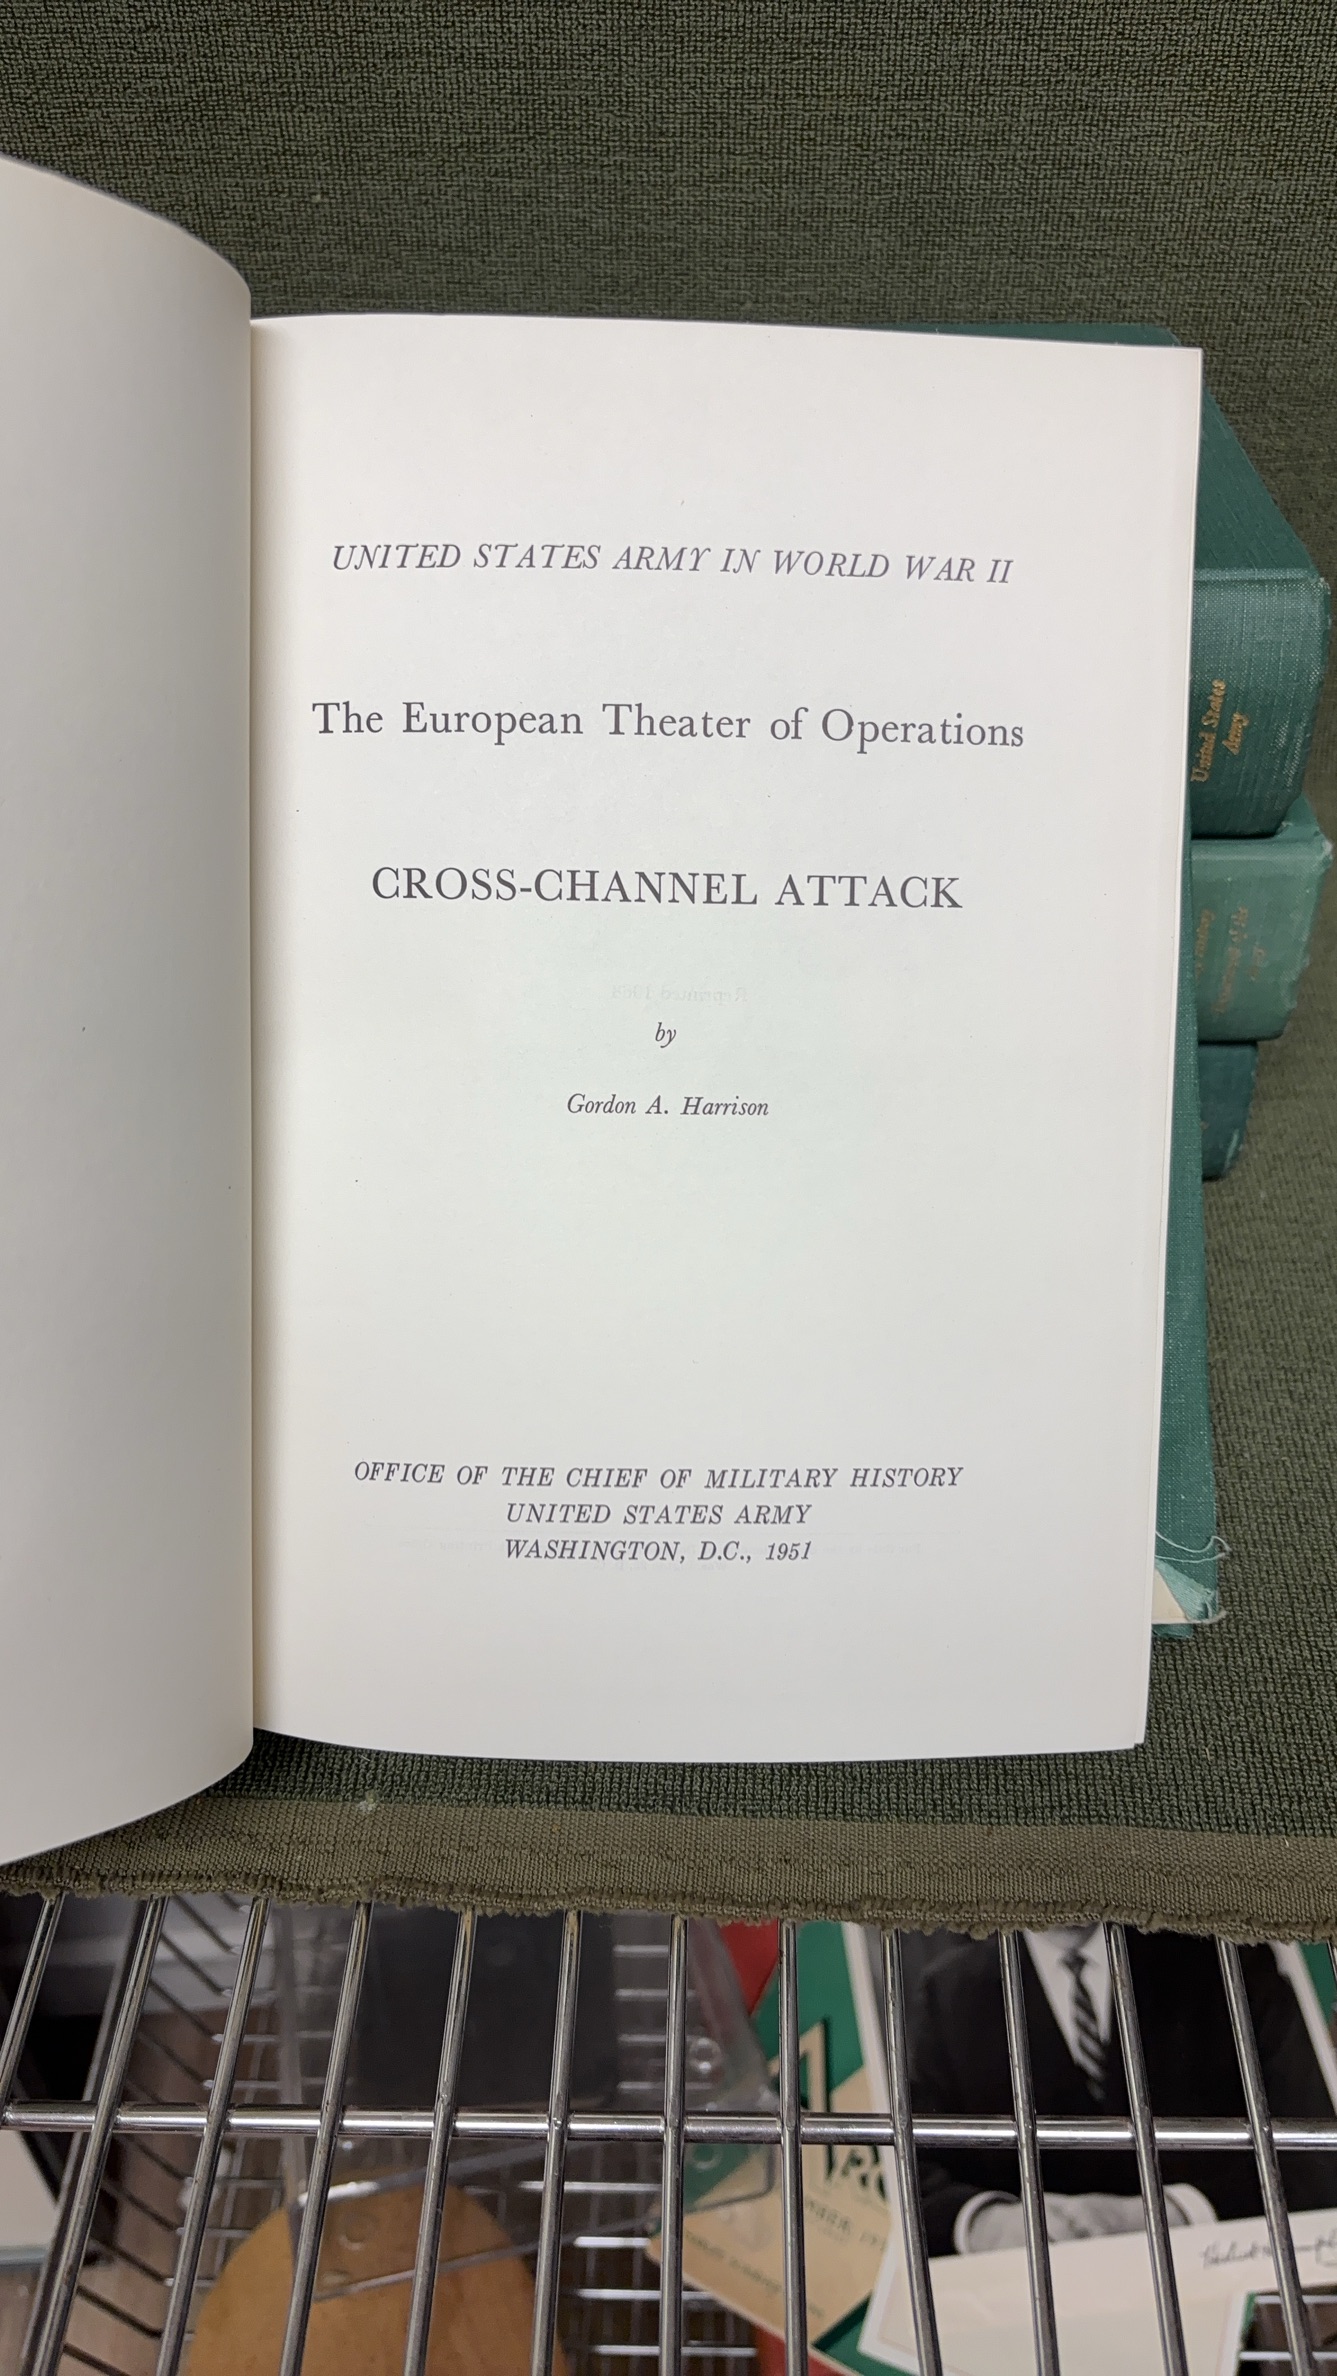 UNITED STATES ARMY IN WORLD WAR II
The European Theater of Operations
CROSS-CHANNEL ATTACK
by
Gordon A. Harrison
OFFICE OF THE CHIEF OF MILITARY HISTORY
UNITED STATES ARMY
WASHINGTON, D.C., 1951
United States
Army